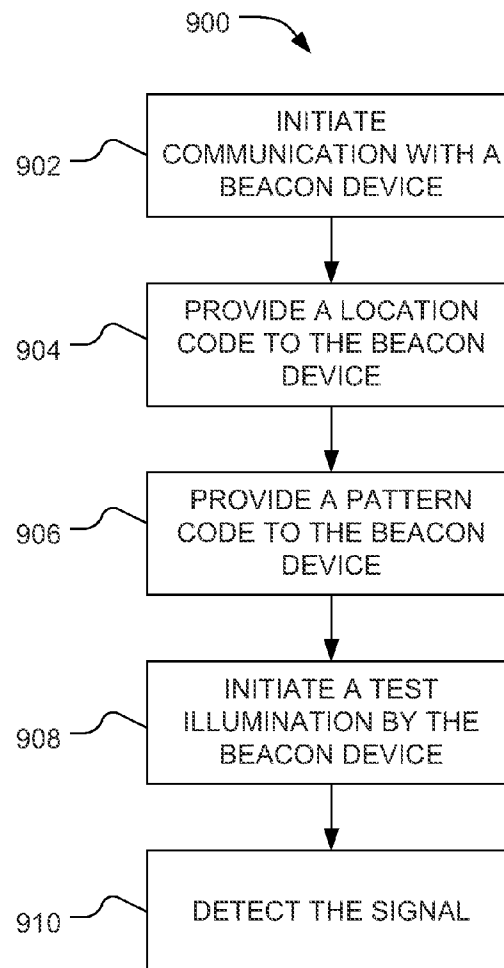 900
902
INITIATE
COMMUNICATION WITH A
BEACON DEVICE
904
PROVIDE A LOCATION
CODE TO THE BEACON
DEVICE
906
PROVIDE A PATTERN
CODE TO THE BEACON
DEVICE
908
INITIATE A TEST
ILLUMINATION BY THE
BEACON DEVICE
910
DETECT THE SIGNAL